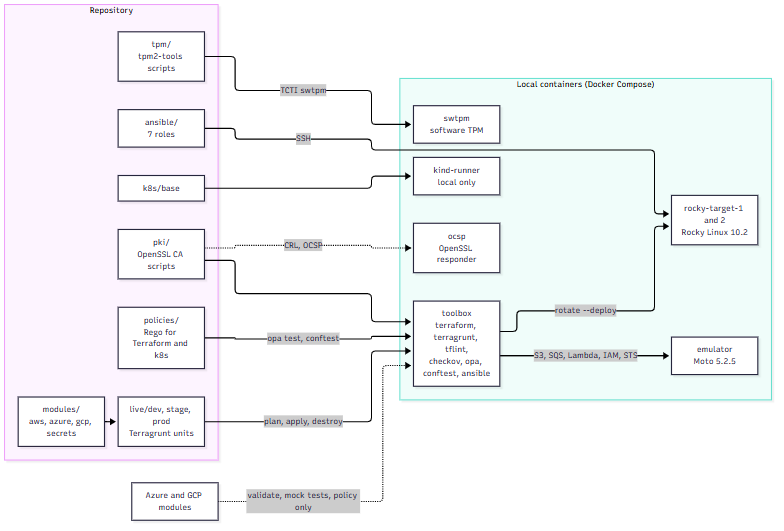 Repository
tpm/
tpm2-tools
scripts
TCTI swtpm
Local containers (Docker Compose)
swtpm
software TPM
ansible/
7 roles
SSH
kind-runner
local only
k8s/base
rocky-target-1
and 2
Rocky Linux 10.2
pki/
OpenSSL CA
scripts
CRL, OCSP
ocsp
OpenSSL
responder
policies/
Rego for
Terraform and
k8s
opa test, conftest
toolbox
terraform,
terragrunt,
tflint,
checkov, opa,
conftest, ansible
rotate --deploy
S3, SQS, Lambda, IAM, STS
emulator
Moto 5.2.5
modules/
aws, azure, gcp,
secrets
live/dev, stage,
prod
Terragrunt units
plan, apply, destroy
Azure and GCP
modules
validate, mock tests, policy
only